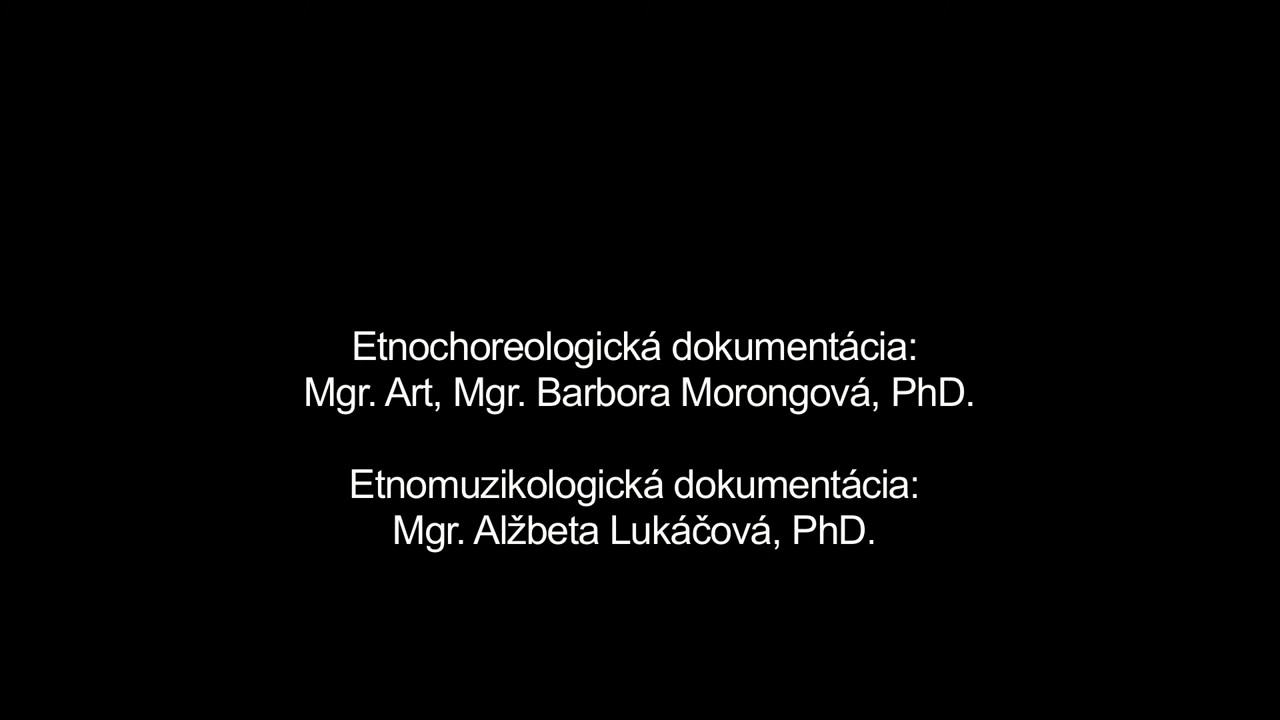 Etnochoreologická dokumentácia:
Mgr. Art, Mgr. Barbora Morongová, PhD.
Etnomuzikologická dokumentácia:
Mgr. Alžbeta Lukáčová, PhD.